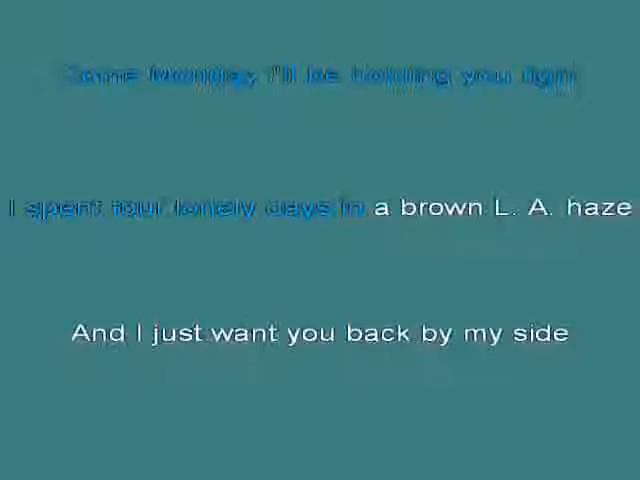 Come Monday I'll be holding you tight
I spent four lonely days in a brown L. A. haze
And I just want you back by my side